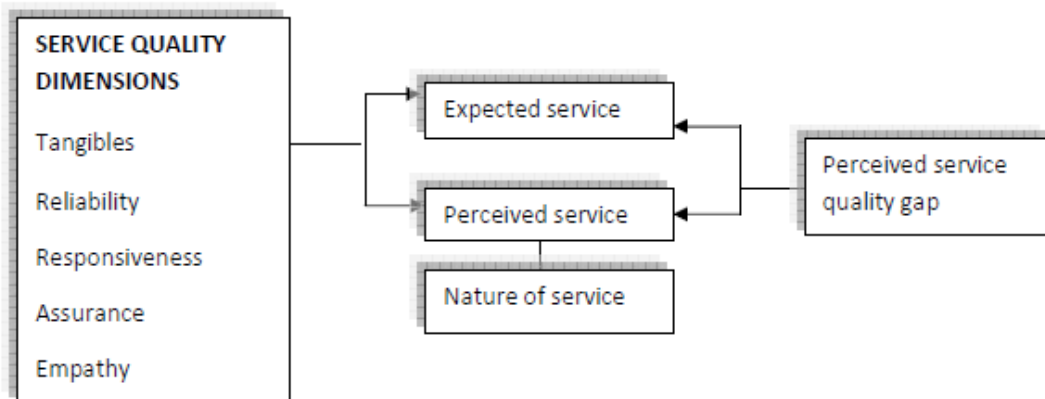 SERVICE QUALITY
DIMENSIONS
Tangibles
Reliability
Responsiveness
Assurance
Empathy
Expected service
Perceived service
Nature of service
Perceived service
quality gap